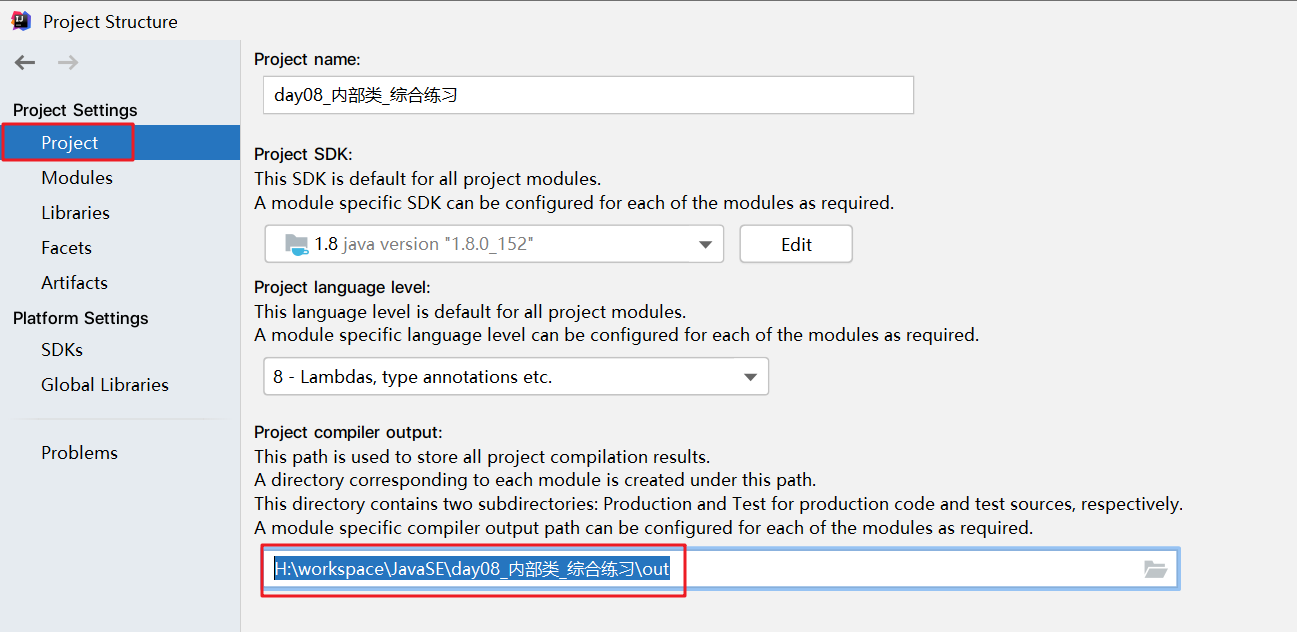 Project Structure
Project Settings
Project
Modules
Libraries
Facets
Artifacts
Platform Settings
SDKs
Global Libraries
Problems
Project name:
day08_内部类_综合练习
Project SDK:
This SDK is default for all project modules.
A module specific SDK can be configured for each of the modules as required.
1.8 java version "1.8.0_152"
Edit
Project language level:
This language level is default for all project modules.
A module specific language level can be configured for each of the modules as required.
8 - Lambdas, type annotations etc.
Project compiler output:
This path is used to store all project compilation results.
A directory corresponding to each module is created under this path.
This directory contains two subdirectories: Production and Test for production code and test sources, respectively.
A module specific compiler output path can be configured for each of the modules as required.
H:\workspace\JavaSE\day08_内部类_综合练习\out